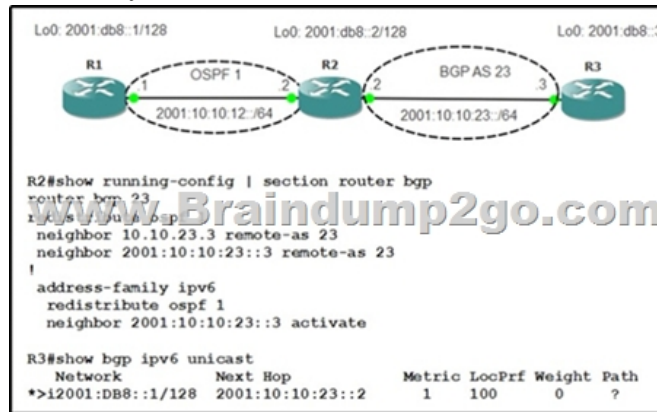 Lo0: 2001:db8::1/128
Lo0: 2001:db8::2/128
Lo0: 2001:db8::
R1
OSPF 1
R2
BGP AS 23
R3
.1
.2
.2
.3
2001:10:10:12::/64
2001:10:10:23::/64
R2#show running-config | section router bgp
router bgp 23
www.Braindump2go.com
neighbor 10.10.23.3 remote-as 23
neighbor 2001:10:10:23::3 remote-as 23
!
address-family ipv6
redistribute ospf 1
neighbor 2001:10:10:23::3 activate
R3#show bgp ipv6 unicast
Network Next Hop Metric LocPrf Weight Path
*>i2001:DB8::1/128 2001:10:10:23::2 1 100 0 ?